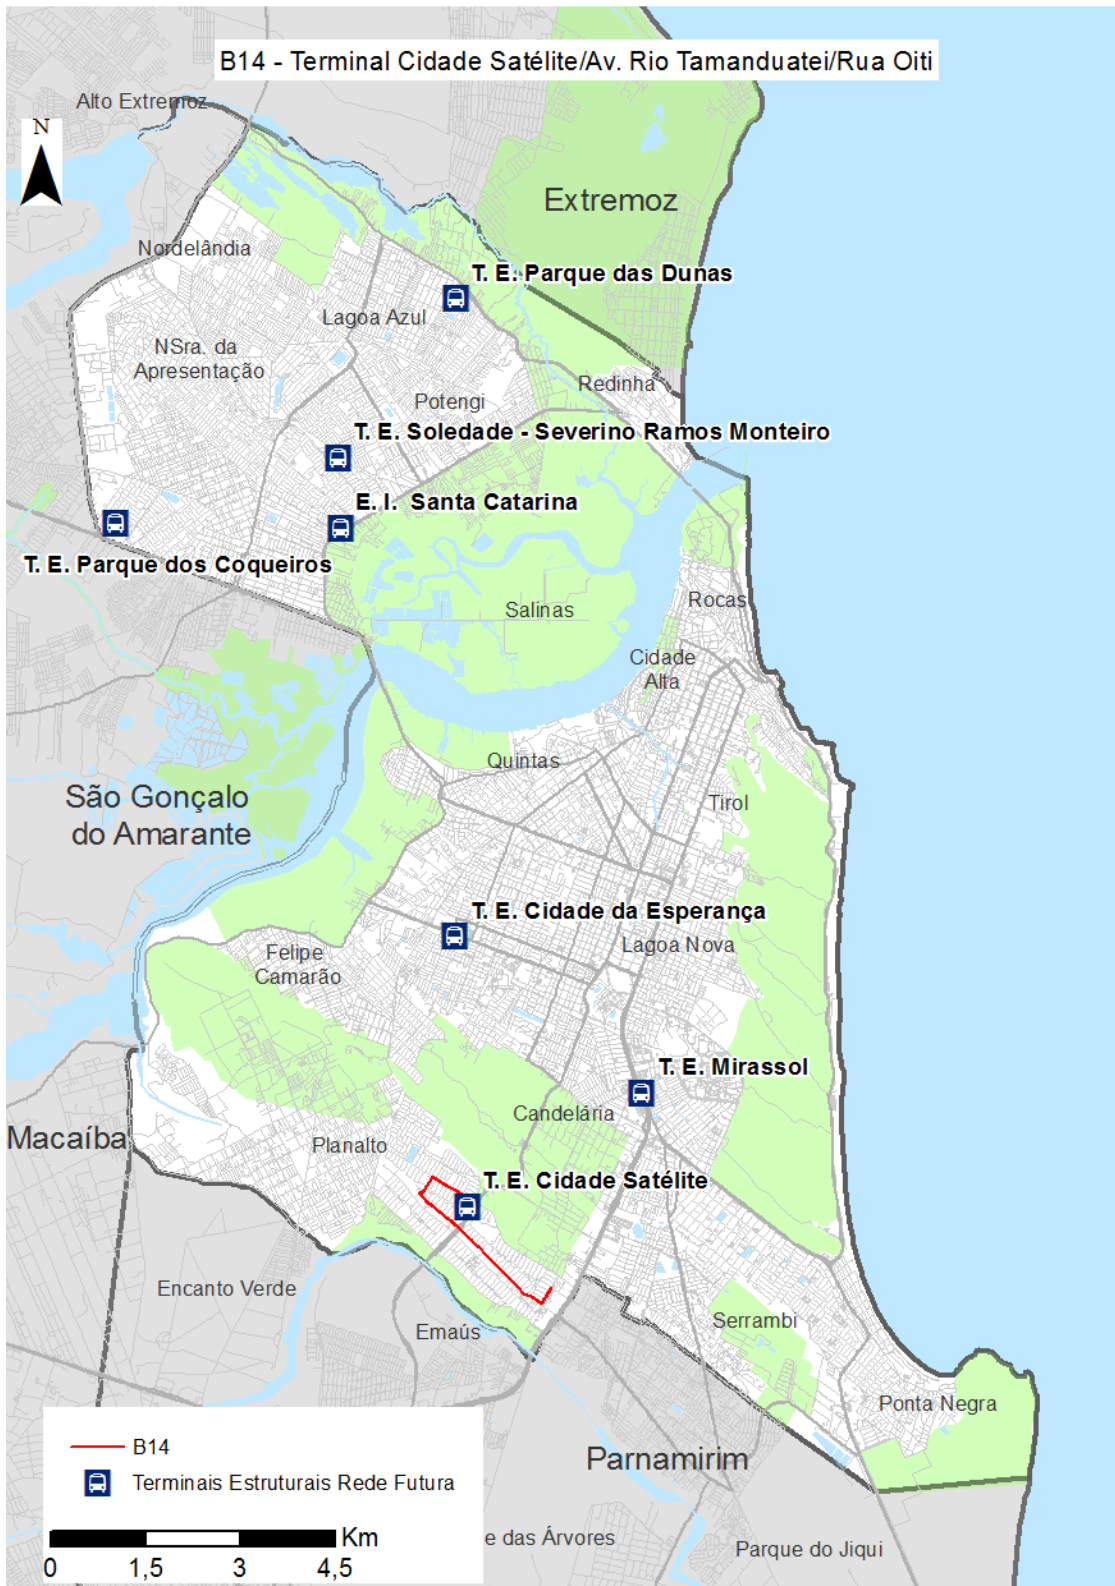 B14 - Terminal Cidade Satélite/Av. Rio Tamanduatei/Rua Oiti
Alto Extremoz
N
Extremoz
Nordelândia
T. E. Parque das Dunas
Lagoa Azul
NSra. da
Apresentação
Redinha
Potengi
T. E. Soledade - Severino Ramos Monteiro
E. I. Santa Catarina
T. E. Parque dos Coqueiros
Rocas
Salinas
Cidade
Alta
Quintas
São Gonçalo
do Amarante
Tirol
T. E. Cidade da Esperança
Lagoa Nova
Felipe
Camarão
T. E. Mirassol
Candelária
Macaíba
Planalto
T. E. Cidade Satélite
Encanto Verde
Emaús
Serrambi
Ponta Negra
Parnamirim
B14
Terminais Estruturais Rede Futura
Km
0 1,5 3 4,5
e das Árvores
Parque do Jiqui